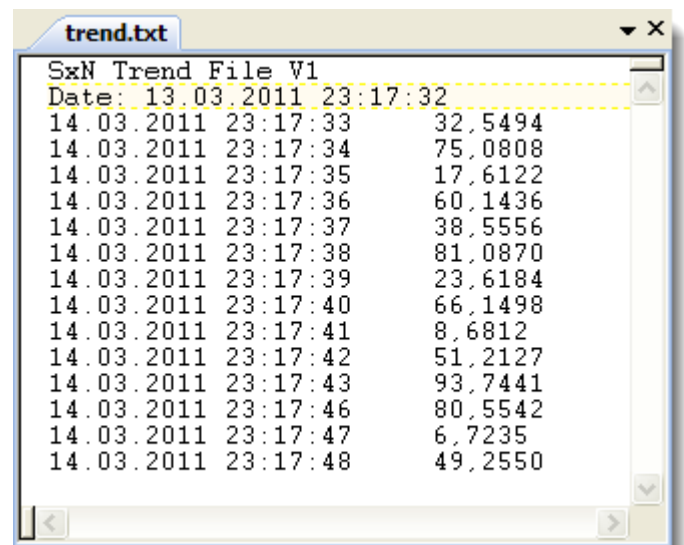 trend.txt
SxN Trend File V1
Date: 13.03.2011 23:17:32
14.03.2011 23:17:33 32,5494
14.03.2011 23:17:34 75,0808
14.03.2011 23:17:35 17,6122
14.03.2011 23:17:36 60,1436
14.03.2011 23:17:37 38,5556
14.03.2011 23:17:38 81,0870
14.03.2011 23:17:39 23,6184
14.03.2011 23:17:40 66,1498
14.03.2011 23:17:41 8,6812
14.03.2011 23:17:42 51,2127
14.03.2011 23:17:43 93,7441
14.03.2011 23:17:46 80,5542
14.03.2011 23:17:47 6,7235
14.03.2011 23:17:48 49,2550